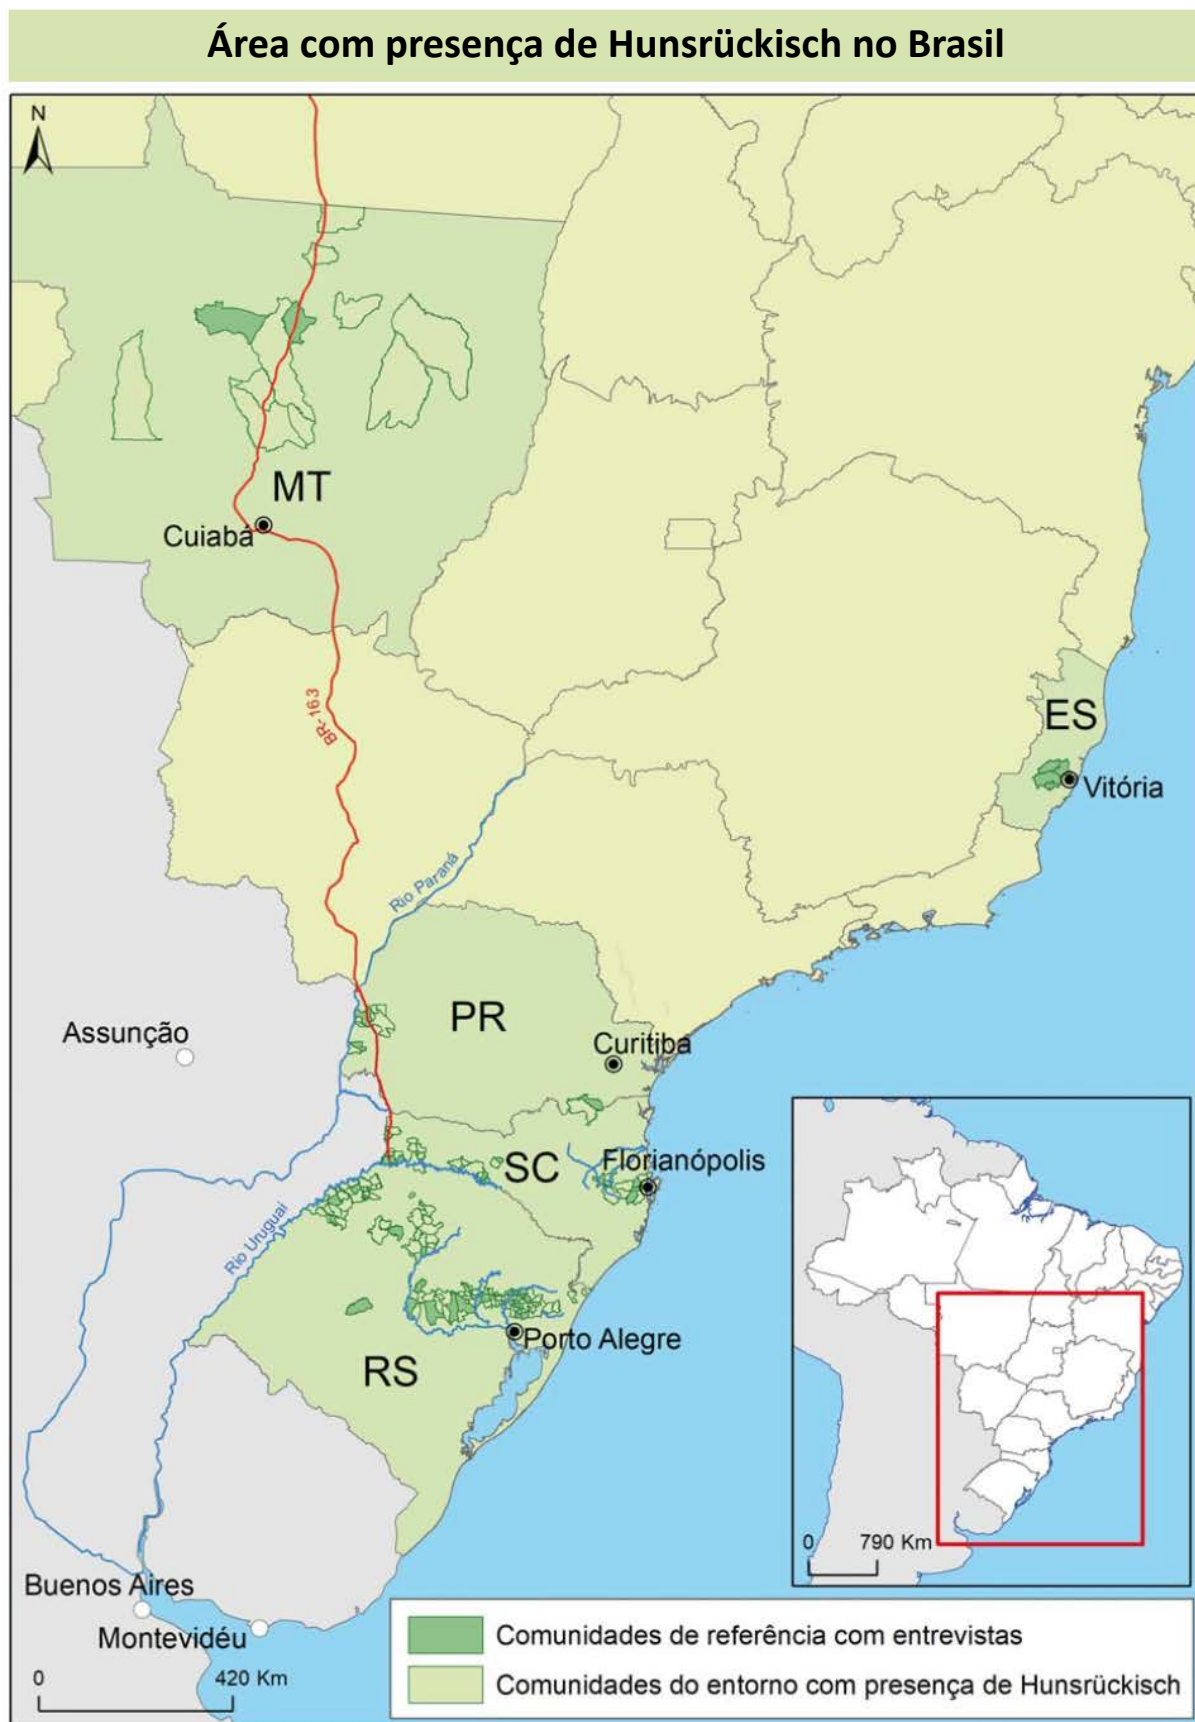 Área com presença de Hunsrückisch no Brasil
N
MT
Cuiabá
BR-163
ES
Vitória
Rio Paraná
PR
Assunção
Curitiba
SC
Florianópolis
Rio Uruguai
Porto Alegre
RS
0 790 Km
Buenos Aires
Montevidéu
0 420 Km
Comunidades de referência com entrevistas
Comunidades do entorno com presença de Hunsrückisch